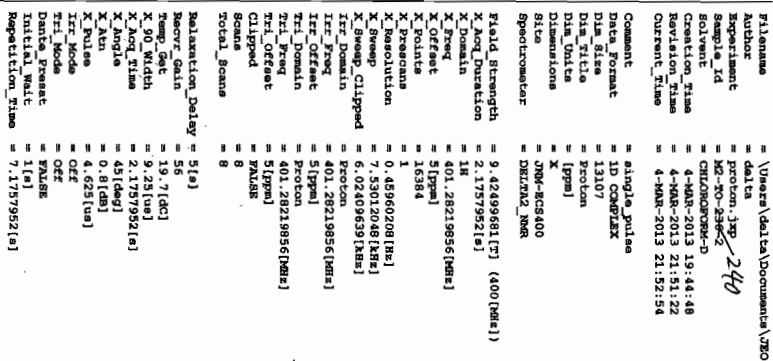 Filename = \Users\delta\Documents\JEO
Author = delta
Experiment = proton.jxp
Sample_Id = M2-TO-236-2 240
Solvent = CHLOROFORM-D
Creation_Time = 4-MAR-2013 19:44:48
Revision_Time = 4-MAR-2013 21:51:22
Current_Time = 4-MAR-2013 21:52:54
Comment = single_pulse
Data_Format = 1D COMPLEX
Dim_Size = 13107
Dim_Title = Proton
Dim_Units = [ppm]
Dimensions = X
Site = JNM-ECS400
Spectrometer = DELTA2_NMR
Field_Strength = 9.42499681[T] (400[MHz])
X_Acq_Duration = 2.1757952[s]
X_Domain = 1H
X_Freq = 401.28219856[MHz]
X_Offset = 5[ppm]
X_Points = 16384
X_Prescans = 1
X_Resolution = 0.45960208[Hz]
X_Sweep = 7.53012048[kHz]
X_Sweep_Clipped = 6.02409639[kHz]
Irr_Domain = Proton
Irr_Freq = 401.28219856[MHz]
Irr_Offset = 5[ppm]
Tri_Domain = Proton
Tri_Freq = 401.28219856[MHz]
Tri_Offset = 5[ppm]
Clipped = FALSE
Scans = 8
Total_Scans = 8
Relaxation_Delay = 5[s]
Recvr_Gain = 56
Temp_Get = 19.7[dC]
X_90_Width = 9.25[us]
X_Acq_Time = 2.1757952[s]
X_Angle = 45[deg]
X_Atn = 0.8[dB]
X_Pulse = 4.625[us]
Irr_Mode = Off
Tri_Mode = Off
Dante_Presat = FALSE
Initial_Wait = 1[s]
Repetition_Time = 7.1757952[s]